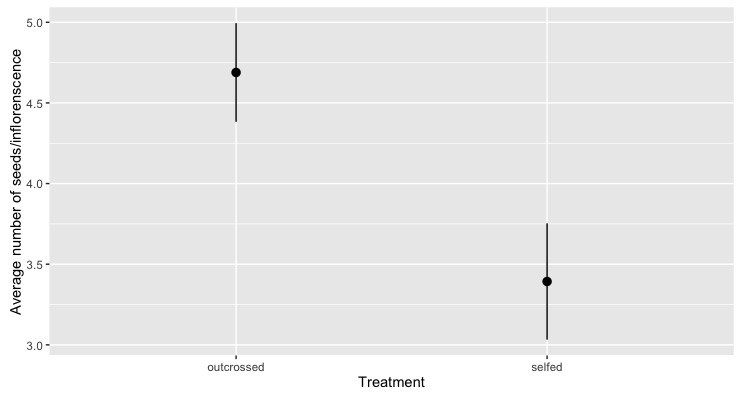 Average number of seeds/inflorenscence
5.0
4.5
4.0
3.5
3.0
outcrossed
selfed
Treatment